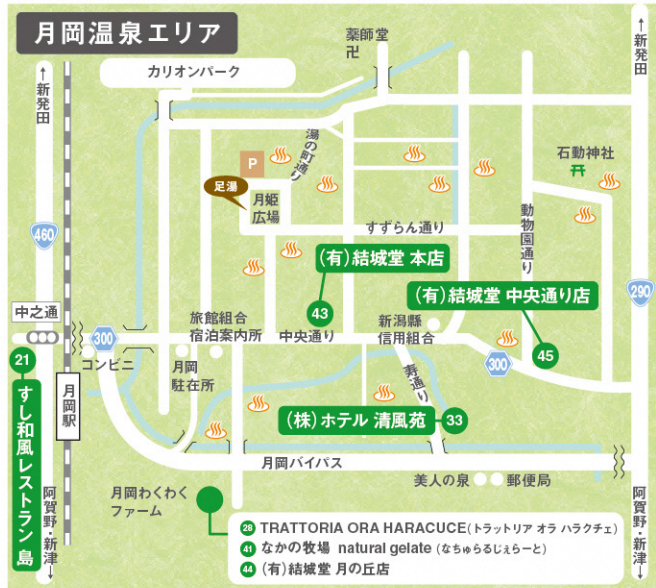 月岡温泉エリア
薬師堂
卍
カリオンパーク
↑新発田
↑新発田
湯の町通り
P
足湯
月姫
広場
石動神社
460
すずらん通り
動物園通り
(有)結城堂 本店
43
(有)結城堂 中央通り店
45
290
中之通
300
旅館組合
宿泊案内所
中央通り
新潟縣
信用組合
300
コンビニ
月岡
駐在所
21
すし和風レストラン 島
月岡駅
寿通り
(株)ホテル 清風苑
33
月岡バイパス
美人の泉
郵便局
阿賀野・新津↓
阿賀野・新津↓
月岡わくわく
ファーム
28 TRATTORIA ORA HARACUCE(トラットリア オラ ハラクチェ)
41 なかの牧場 natural gelate (なちゅらるじぇらーと)
44 (有)結城堂 月の丘店